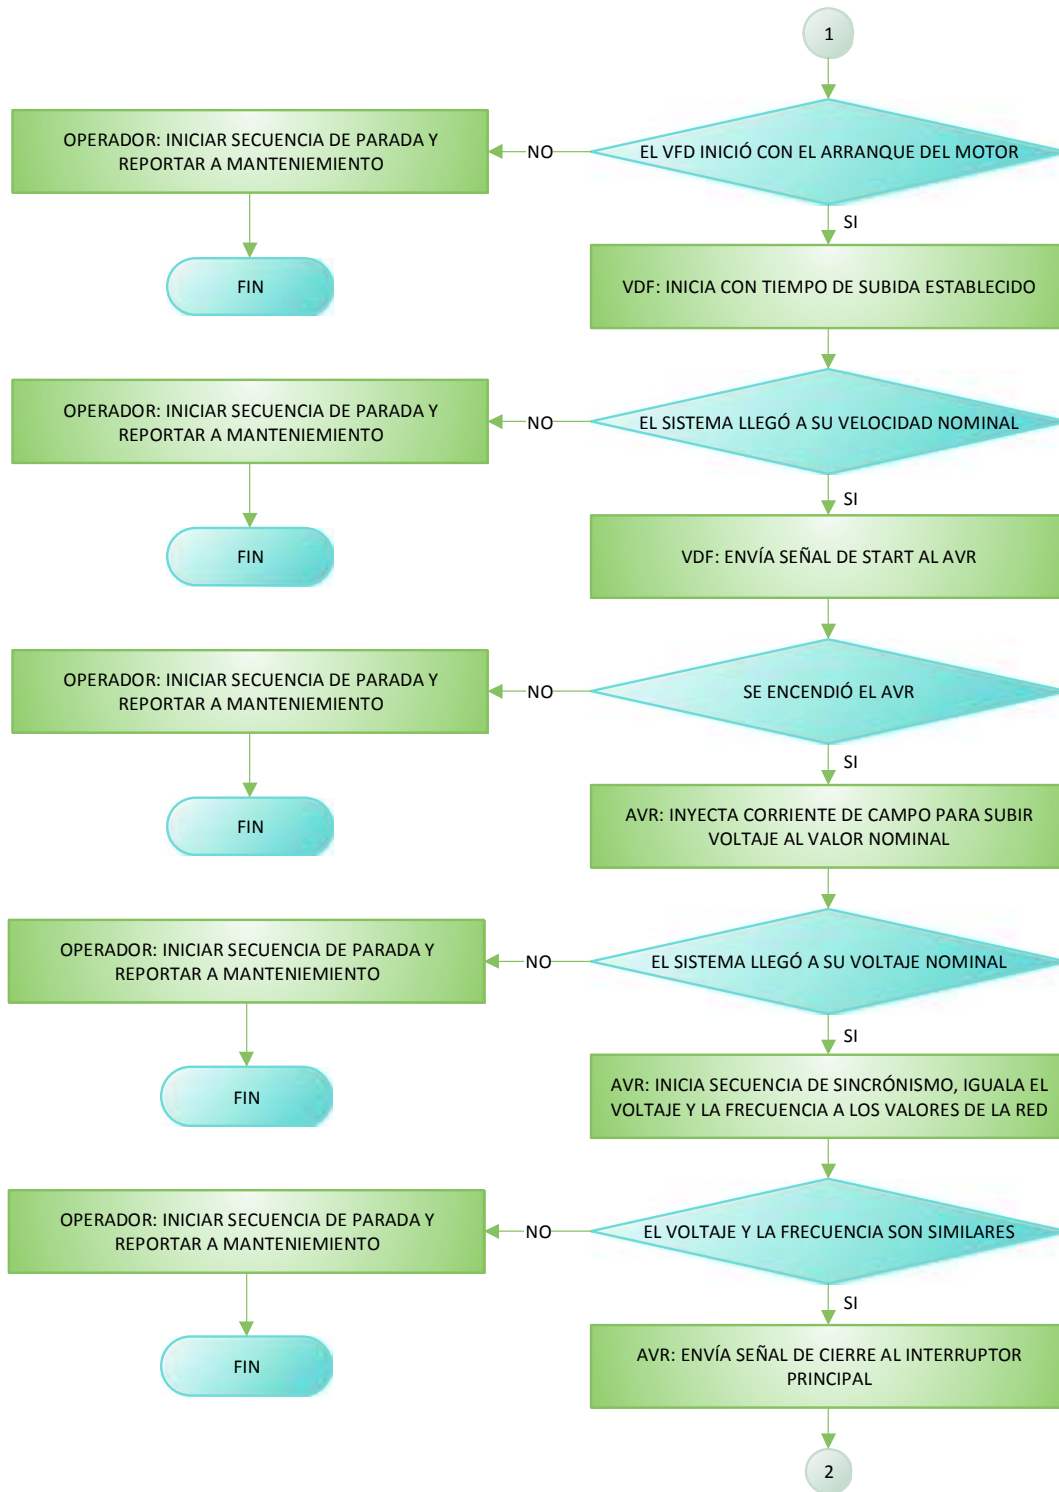 1
OPERADOR: INICIAR SECUENCIA DE PARADA Y
REPORTAR A MANTENIEMIENTO
NO
EL VFD INICIÓ CON EL ARRANQUE DEL MOTOR
SI
FIN
VDF: INICIA CON TIEMPO DE SUBIDA ESTABLECIDO
OPERADOR: INICIAR SECUENCIA DE PARADA Y
REPORTAR A MANTENIEMIENTO
NO
EL SISTEMA LLEGÓ A SU VELOCIDAD NOMINAL
SI
FIN
VDF: ENVÍA SEÑAL DE START AL AVR
OPERADOR: INICIAR SECUENCIA DE PARADA Y
REPORTAR A MANTENIEMIENTO
NO
SE ENCENDIÓ EL AVR
SI
FIN
AVR: INYECTA CORRIENTE DE CAMPO PARA SUBIR
VOLTAJE AL VALOR NOMINAL
OPERADOR: INICIAR SECUENCIA DE PARADA Y
REPORTAR A MANTENIEMIENTO
NO
EL SISTEMA LLEGÓ A SU VOLTAJE NOMINAL
SI
FIN
AVR: INICIA SECUENCIA DE SINCRÓNISMO, IGUALA EL
VOLTAJE Y LA FRECUENCIA A LOS VALORES DE LA RED
OPERADOR: INICIAR SECUENCIA DE PARADA Y
REPORTAR A MANTENIEMIENTO
NO
EL VOLTAJE Y LA FRECUENCIA SON SIMILARES
SI
FIN
AVR: ENVÍA SEÑAL DE CIERRE AL INTERRUPTOR
PRINCIPAL
2